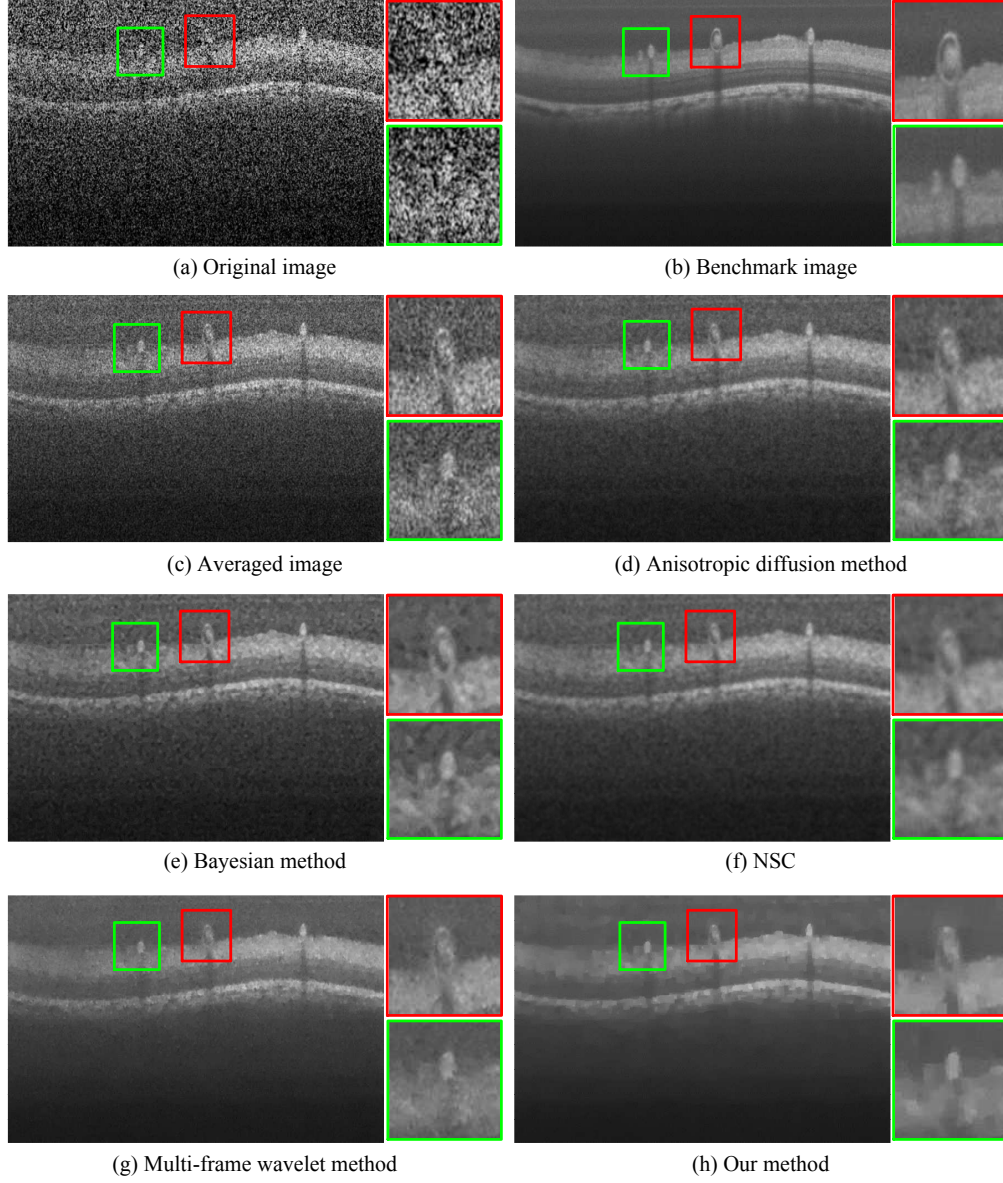 (a) Original image
(b) Benchmark image
(c) Averaged image
(d) Anisotropic diffusion method
(e) Bayesian method
(f) NSC
(g) Multi-frame wavelet method
(h) Our method